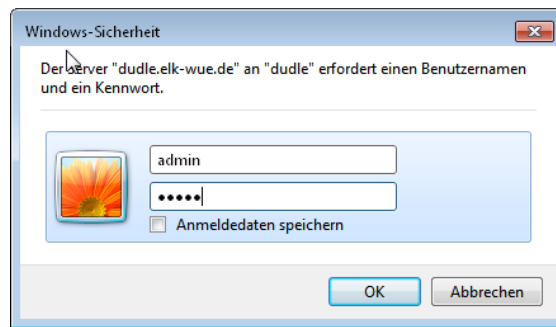 Windows-Sicherheit
Der Server "dudle.elk-wue.de" an "dudle" erfordert einen Benutzernamen
und ein Kennwort.
admin
•••••
Anmeldedaten speichern
OK
Abbrechen